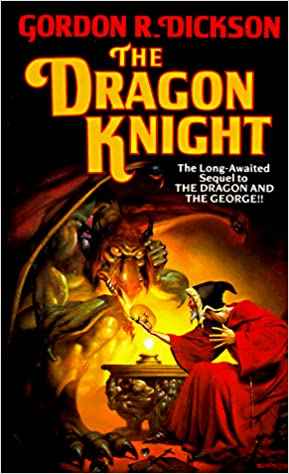 GORDON R. DICKSON
THE
DRAGON
KNIGHT
The Long-Awaited
Sequel to
THE DRAGON AND
THE GEORGE!!